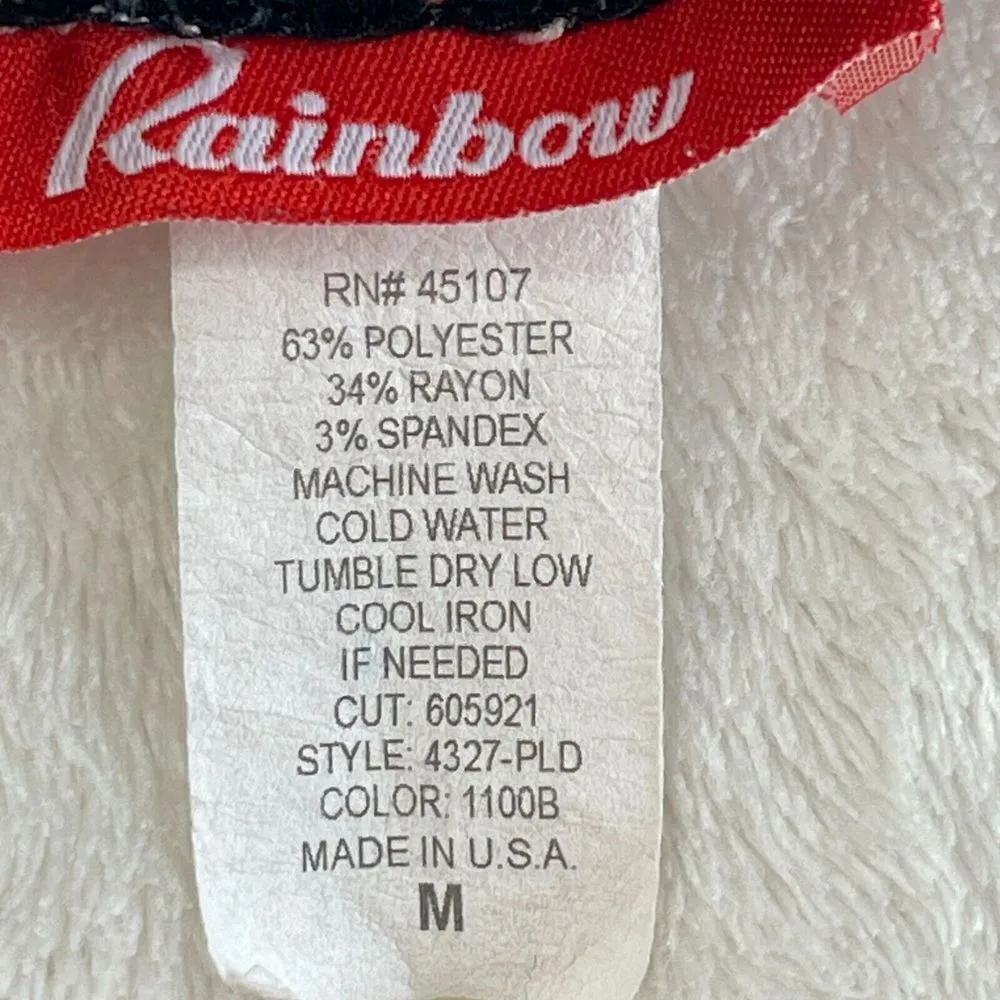 Rainbow
RN# 45107
63% POLYESTER
34% RAYON
3% SPANDEX
MACHINE WASH
COLD WATER
TUMBLE DRY LOW
COOL IRON
IF NEEDED
CUT: 605921
STYLE: 4327-PLD
COLOR: 1100B
MADE IN U.S.A.
M